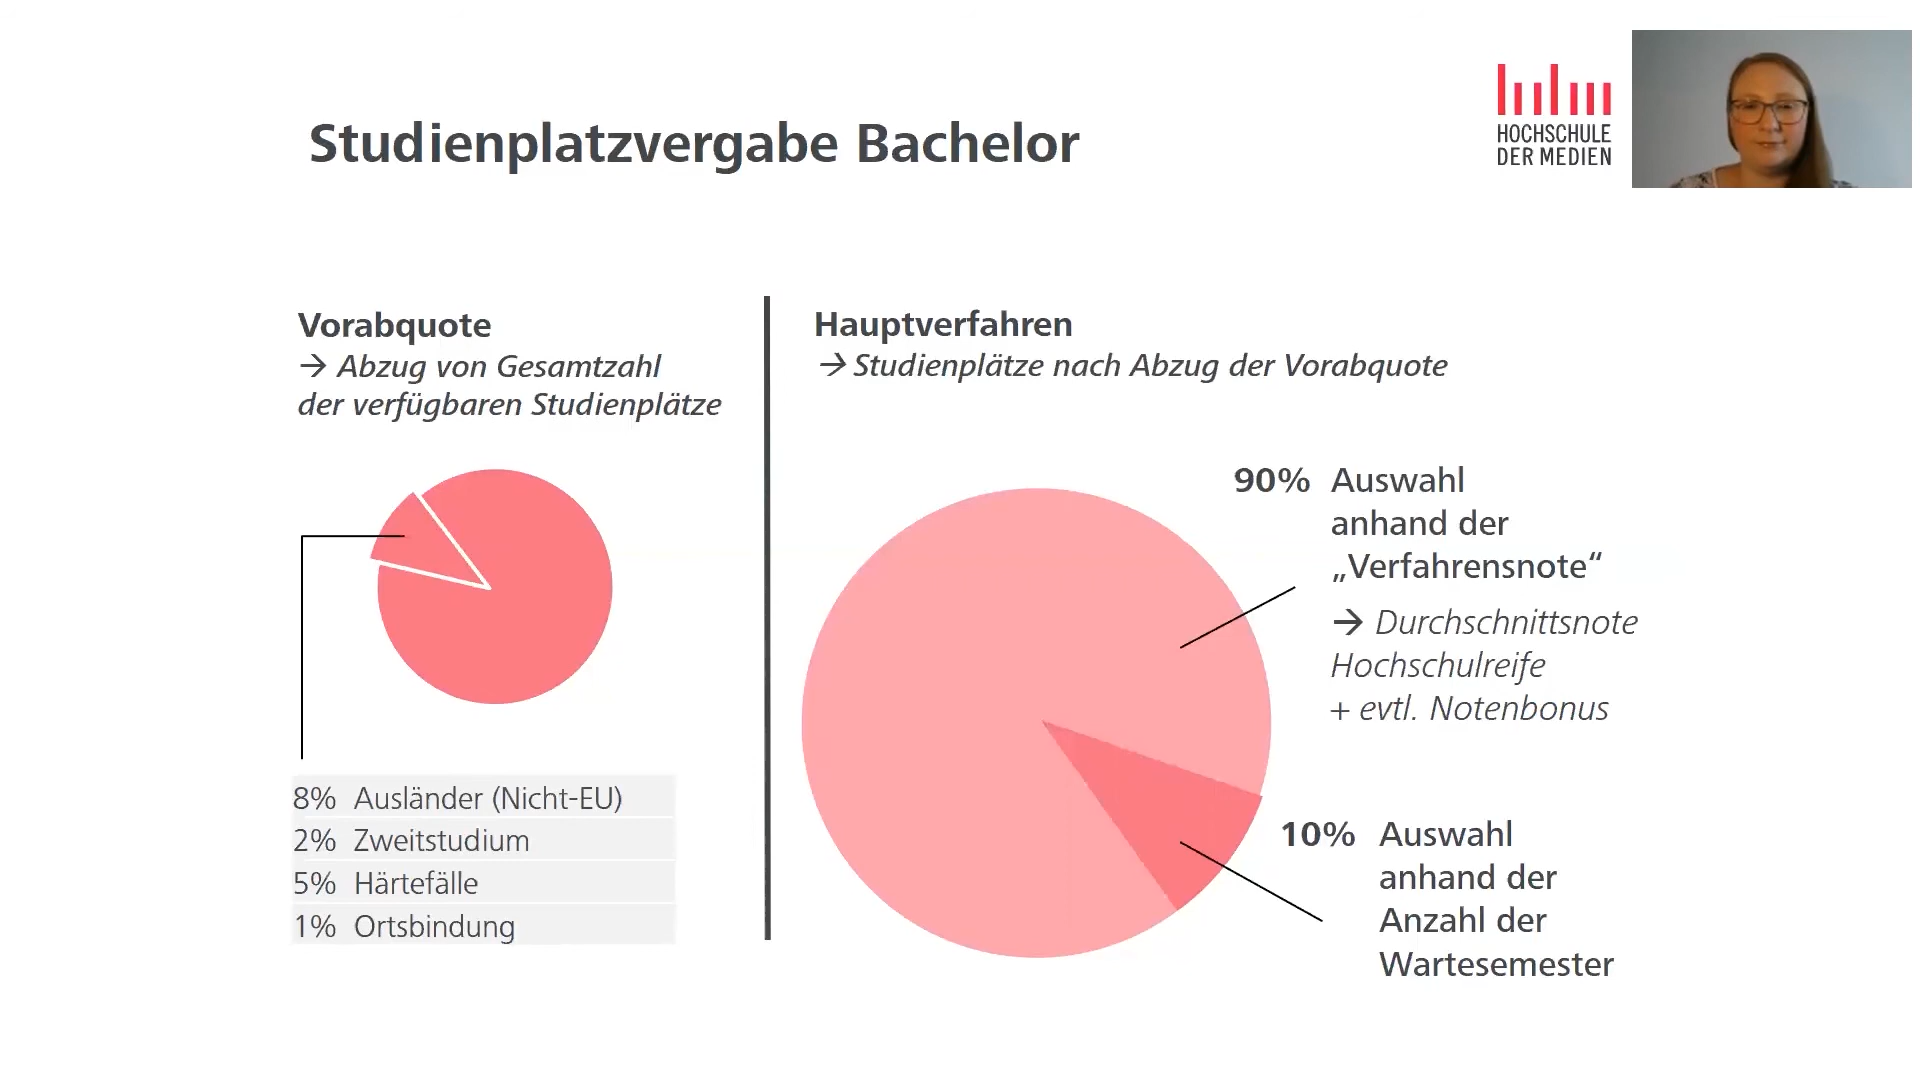 HOCHSCHULE
DER MEDIEN
Studienplatzvergabe Bachelor
Vorabquote
→ Abzug von Gesamtzahl
der verfügbaren Studienplätze
8% Ausländer (Nicht-EU)
2% Zweitstudium
5% Härtefälle
1% Ortsbindung
Hauptverfahren
→ Studienplätze nach Abzug der Vorabquote
90% Auswahl
anhand der
„Verfahrensnote“
→ Durchschnittsnote
Hochschulreife
+ evtl. Notenbonus
10% Auswahl
anhand der
Anzahl der
Wartesemester